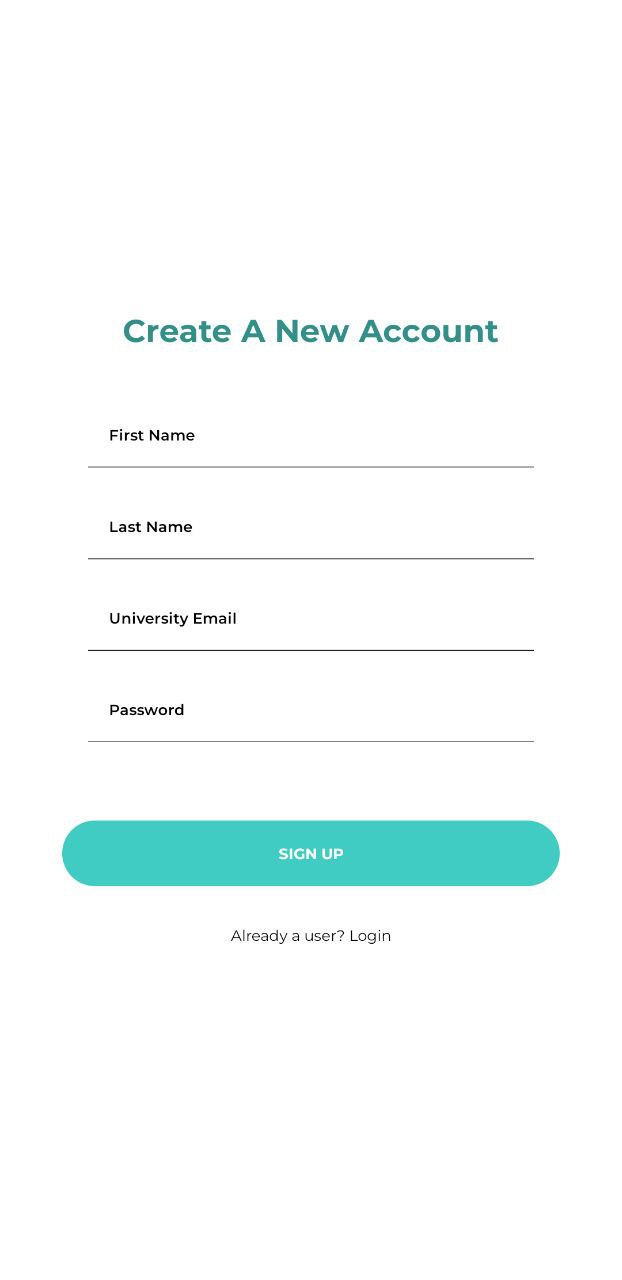 Create A New Account
First Name
Last Name
University Email
Password
SIGN UP
Already a user? Login